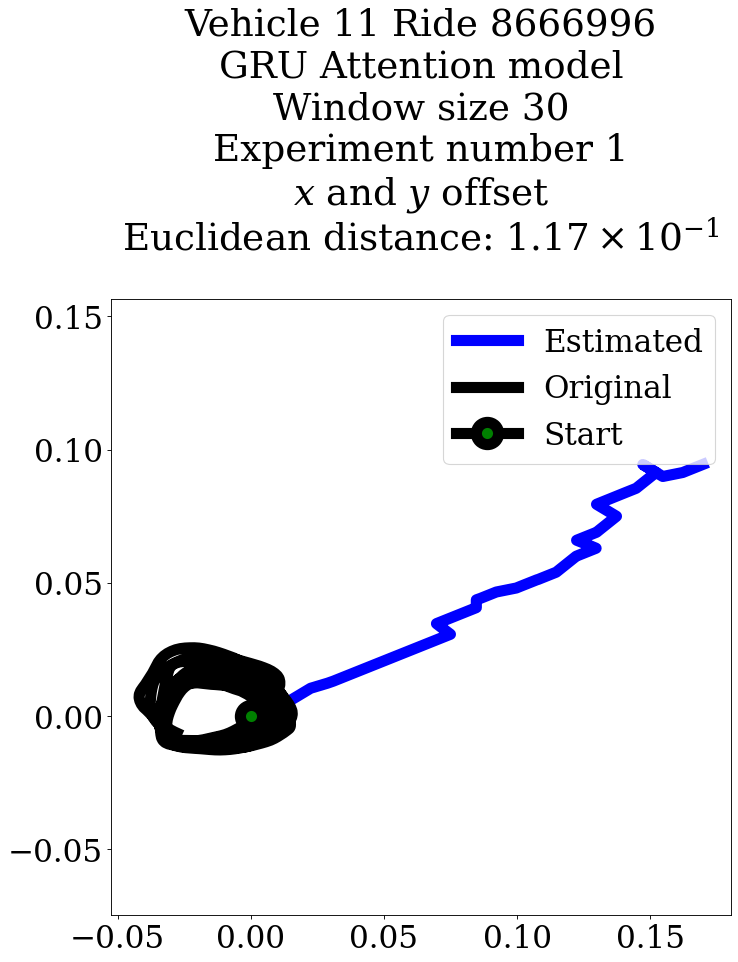 Vehicle 11 Ride 8666996
GRU Attention model
Window size 30
Experiment number 1
x and y offset
Euclidean distance: 1.17 × 10⁻¹
Estimated
Original
Start
0.15
0.10
0.05
0.00
−0.05
−0.05 0.00 0.05 0.10 0.15